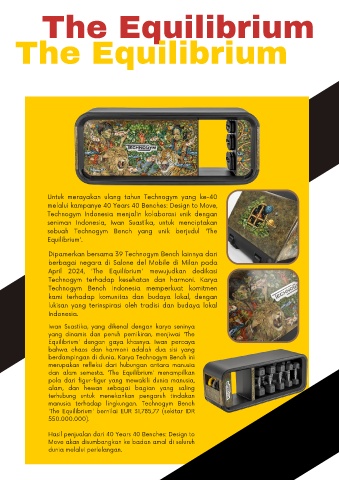 The Equilibrium
The Equilibrium
TECHNOGYM
Untuk merayakan ulang tahun Technogym yang ke-40
melalui kampanye 40 Years 40 Benches: Design to Move,
Technogym Indonesia menjalin kolaborasi unik dengan
seniman Indonesia, Iwan Suastika, untuk menciptakan
sebuah Technogym Bench yang unik berjudul 'The
Equilibrium'.
Dipamerkan bersama 39 Technogym Bench lainnya dari
berbagai negara di Salone del Mobile di Milan pada
April 2024, 'The Equilibrium' mewujudkan dedikasi
Technogym terhadap kesehatan dan harmoni. Karya
Technogym Bench Indonesia memperkuat komitmen
kami terhadap komunitas dan budaya lokal, dengan
lukisan yang terinspirasi oleh tradisi dan budaya lokal
Indonesia.
Iwan Suastika, yang dikenal dengan karya seninya
yang dinamis dan penuh pemikiran, menjiwai 'The
Equilibrium' dengan gaya khasnya. Iwan percaya
bahwa chaos dan harmoni adalah dua sisi yang
berdampingan di dunia. Karya Technogym Bench ini
merupakan refleksi dari hubungan antara manusia
dan alam semesta. 'The Equilibrium' menampilkan
pola dari figur-figur yang mewakili dunia manusia,
alam, dan hewan sebagai bagian yang saling
terhubung untuk menekankan pengaruh tindakan
manusia terhadap lingkungan. Technogym Bench
'The Equilibrium' bernilai EUR 31,785,77 (sekitar IDR
550.000.000).
Hasil penjualan dari 40 Years 40 Benches: Design to
Move akan disumbangkan ke badan amal di seluruh
dunia melalui pelelangan.